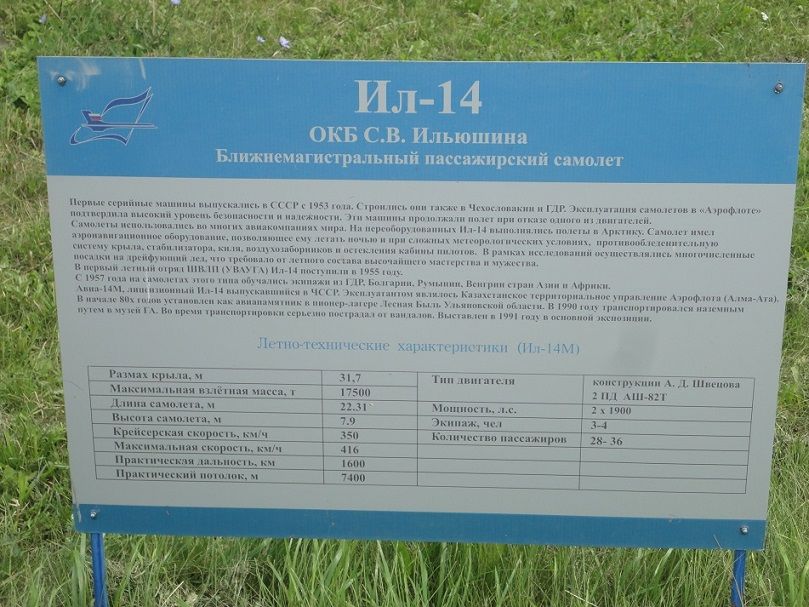 Ил-14
ОКБ С.В. Ильюшина
Ближнемагистральный пассажирский самолет
Первые серийные машины выпускались в СССР с 1953 года. Строились они также в Чехословакии и ГДР. Эксплуатация самолетов в «Аэрофлоте»
подтвердила высокий уровень безопасности и надежности. Эти машины продолжали полет при отказе одного из двигателей.
Самолеты использовались во многих авиакомпаниях мира. На переоборудованных Ил-14 выполнялись полеты в Арктику. Самолет имел
аэронавигационное оборудование, позволяющее ему летать ночью и при сложных метеорологических условиях, противообледенительную
систему крыла, стабилизатора, киля, воздухозаборников и остекления кабины пилотов. В рамках исследований осуществлялись многочисленные
посадки на дрейфующий лед, что требовало от летного состава высочайшего мастерства и мужества.
В первый летный отряд ШВЛП (УВАУГА) Ил-14 поступили в 1955 году.
С 1957 года на самолетах этого типа обучались экипажи из ГДР, Болгарии, Румынии, Венгрии стран Азии и Африки.
Авиа-14М, лицензионный Ил-14 выпускавшийся в ЧССР. Эксплуатантом являлось Казахстанское территориальное управление Аэрофлота (Алма-Ата).
В начале 80х годов установлен как авиапамятник в пионер-лагере Лесная Быль Ульяновской области. В 1990 году транспортировался наземным
путем в музей ГА. Во время транспортировки серьезно пострадал от вандалов. Выставлен в 1991 году в основной экспозиции.
Летно-технические характеристики (Ил-14М)
Размах крыла, м 31,7 Тип двигателя конструкции А. Д. Швецова
Максимальная взлётная масса, т 17500 2 ПД АШ-82Т
Длина самолета, м 22.31 Мощность, л.с. 2 x 1900
Высота самолета, м 7.9 Экипаж, чел 3-4
Крейсерская скорость, км/ч 350 Количество пассажиров 28- 36
Максимальная скорость, км/ч 416
Практическая дальность, км 1600
Практический потолок, м 7400